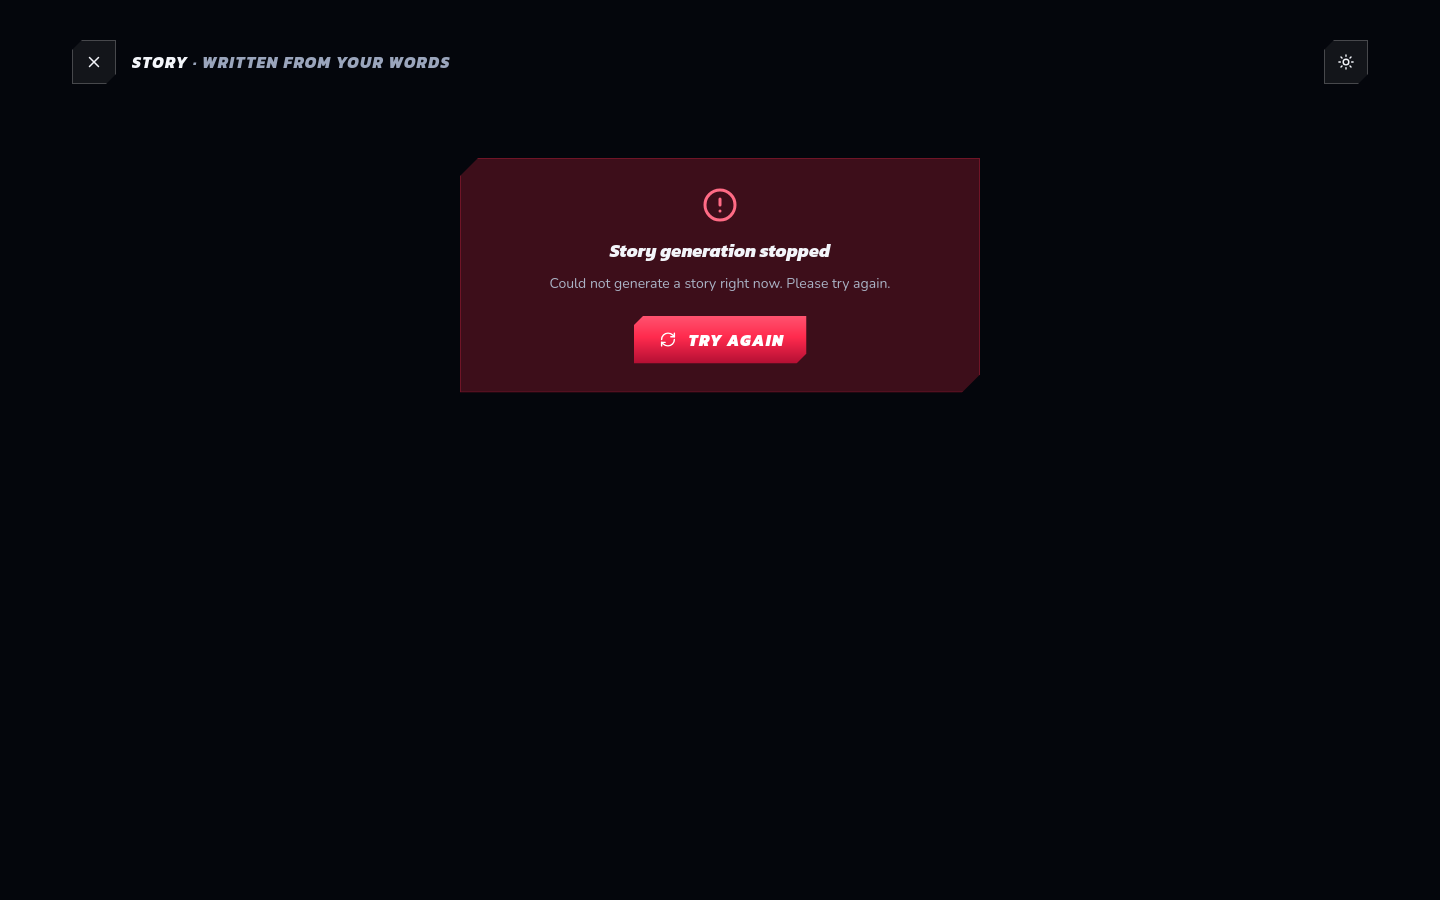 STORY · WRITTEN FROM YOUR WORDS
Story generation stopped
Could not generate a story right now. Please try again.
TRY AGAIN